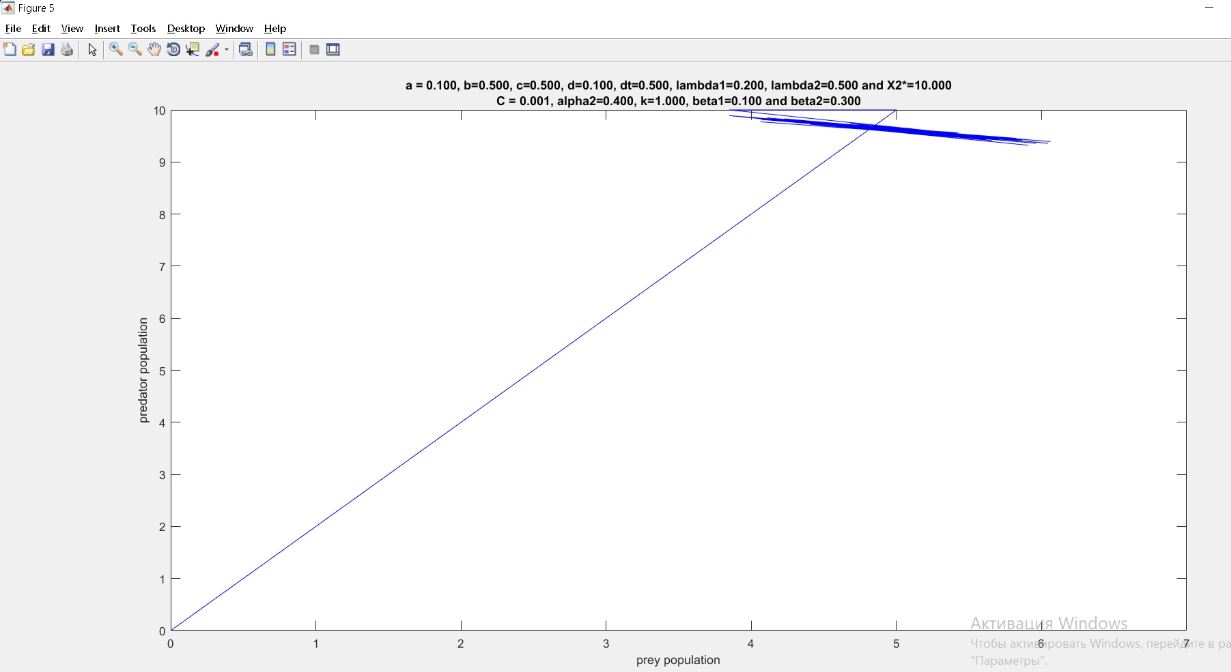 Figure 5
File Edit View Insert Tools Desktop Window Help
a = 0.100, b=0.500, c=0.500, d=0.100, dt=0.500, lambda1=0.200, lambda2=0.500 and X2*=10.000
C = 0.001, alpha2=0.400, k=1.000, beta1=0.100 and beta2=0.300
10
9
8
7
6
5
4
3
2
1
0
predator population
0 1 2 3 4 5 6 7
prey population
Активация Windows
Чтобы активировать Windows, перейдите в ра
"Параметры".